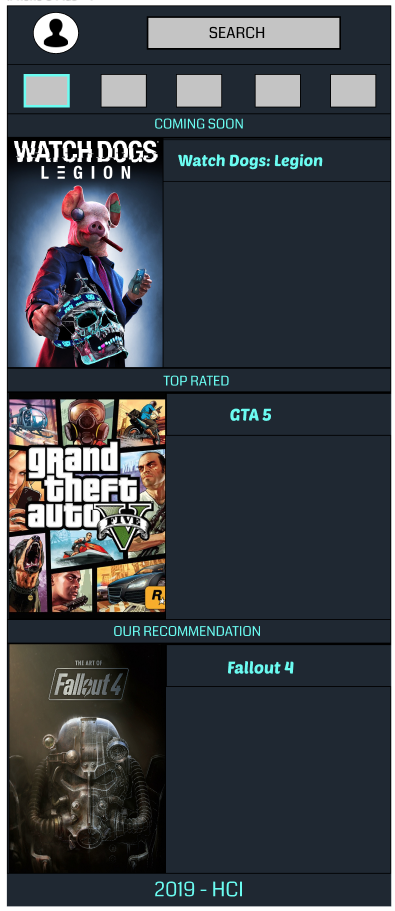 SEARCH
COMING SOON
WATCH DOGS
LEGION
Watch Dogs: Legion
TOP RATED
grand
theft
auto
FIVE
V
R
GTA 5
OUR RECOMMENDATION
THE ART OF
Fallout 4
Fallout 4
2019 - HCI